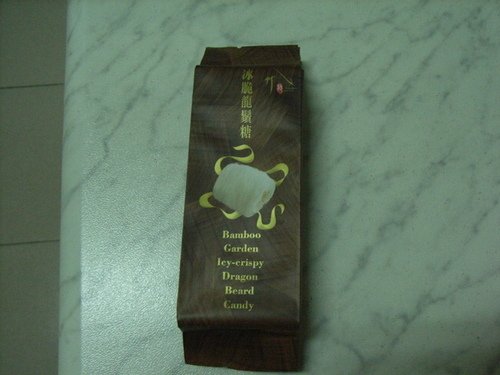 冰脆龍鬚糖
Bamboo
Garden
Icy-crispy
Dragon
Beard
Candy